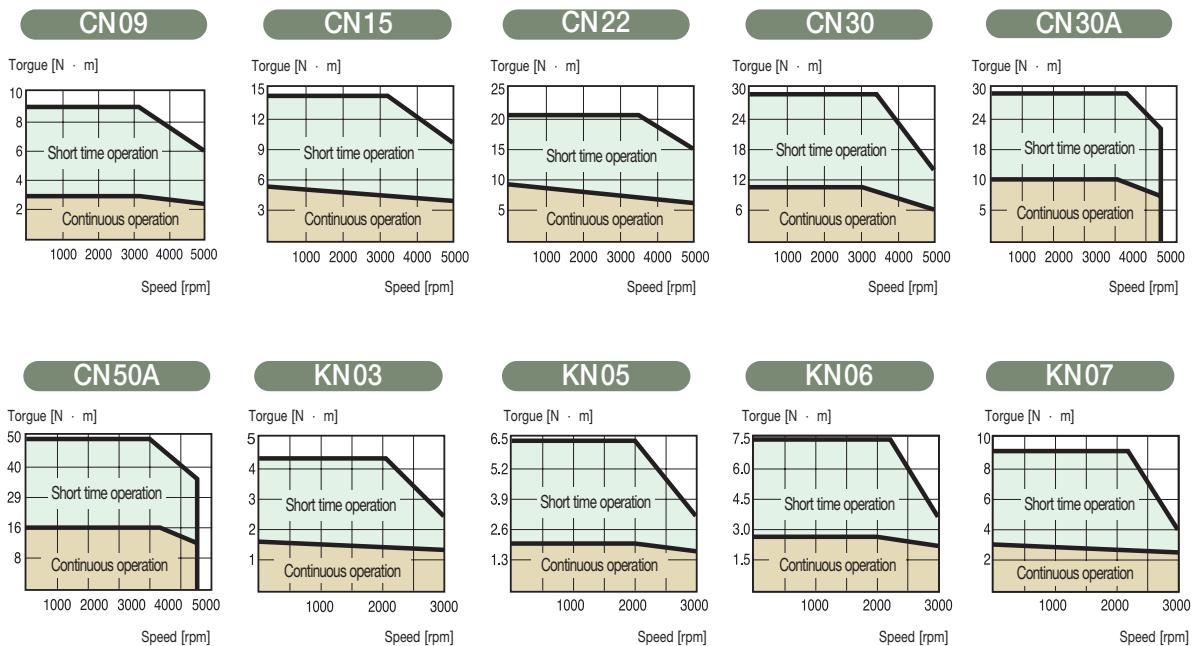 CN09 CN15 CN22 CN30 CN30A
Torgue [N · m] Torgue [N · m] Torgue [N · m] Torgue [N · m] Torgue [N · m]
10
8
6
4
2
Short time operation
Continuous operation
1000 2000 3000 4000 5000
Speed [rpm]
15
12
9
6
3
Short time operation
Continuous operation
1000 2000 3000 4000 5000
Speed [rpm]
25
20
15
10
5
Short time operation
Continuous operation
1000 2000 3000 4000 5000
Speed [rpm]
30
24
18
12
6
Short time operation
Continuous operation
1000 2000 3000 4000 5000
Speed [rpm]
30
24
18
10
5
Short time operation
Continuous operation
1000 2000 3000 4000 5000
Speed [rpm]
CN50A KN03 KN05 KN06 KN07
Torgue [N · m] Torgue [N · m] Torgue [N · m] Torgue [N · m] Torgue [N · m]
50
40
29
16
8
Short time operation
Continuous operation
1000 2000 3000 4000 5000
Speed [rpm]
5
4
3
2
1
Short time operation
Continuous operation
1000 2000 3000
Speed [rpm]
6.5
5.2
3.9
2.6
1.3
Short time operation
Continuous operation
1000 2000 3000
Speed [rpm]
7.5
6.0
4.5
3.0
1.5
Short time operation
Continuous operation
1000 2000 3000
Speed [rpm]
10
8
6
4
2
Short time operation
Continuous operation
1000 2000 3000
Speed [rpm]